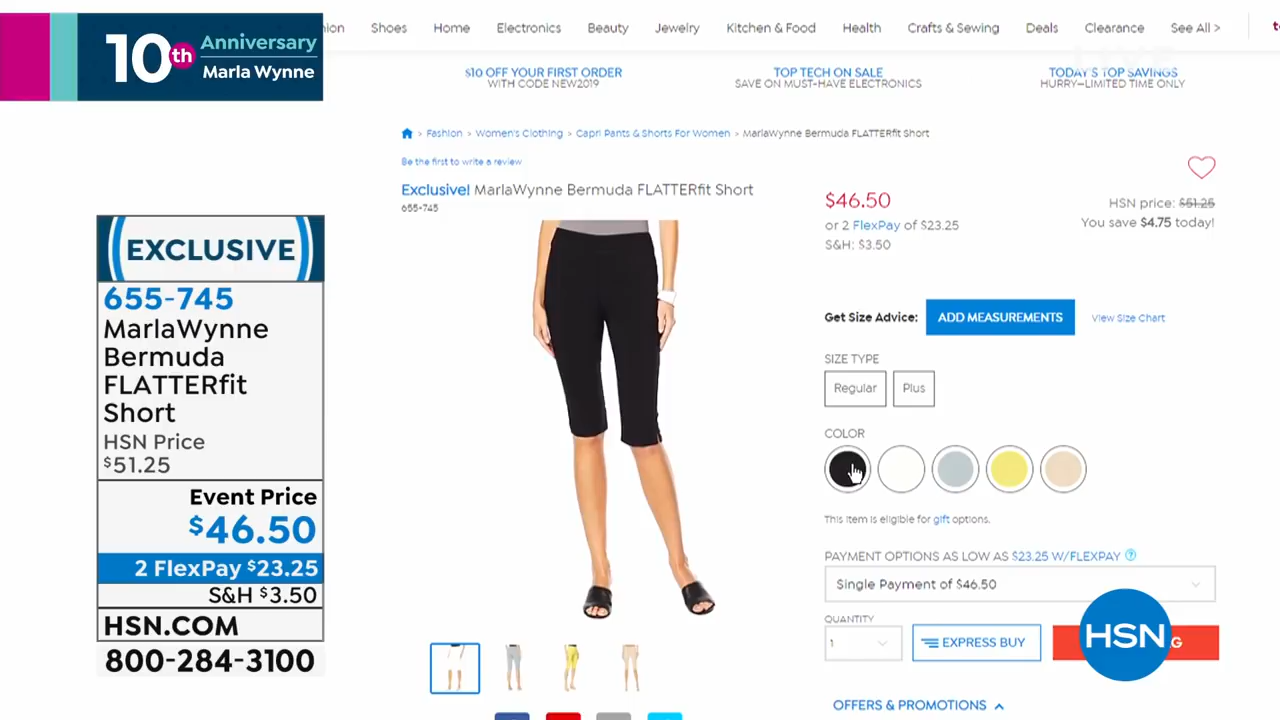 10th
Anniversary
Marla Wynne
Shoes
Home
Electronics
Beauty
Jewelry
Kitchen & Food
Health
Crafts & Sewing
Deals
Clearance
See All >
$10 OFF YOUR FIRST ORDER
WITH CODE NEW2019
TOP TECH ON SALE
SAVE ON MUST-HAVE ELECTRONICS
TODAY'S TOP SAVINGS
HURRY—LIMITED TIME ONLY
LIVE
> Fashion > Women's Clothing > Capri Pants & Shorts For Women > MarlaWynne Bermuda FLATTERfit Short
Be the first to write a review
Exclusive! MarlaWynne Bermuda FLATTERfit Short
655-745
$46.50
or 2 FlexPay of $23.25
S&H: $3.50
HSN price: $51.25
You save $4.75 today!
Get Size Advice:
ADD MEASUREMENTS
View Size Chart
SIZE TYPE
Regular
Plus
COLOR
This item is eligible for gift options.
PAYMENT OPTIONS AS LOW AS $23.25 W/FLEXPAY ?
Single Payment of $46.50
QUANTITY
1
EXPRESS BUY
HSN
OFFERS & PROMOTIONS
EXCLUSIVE
655-745
MarlaWynne
Bermuda
FLATTERfit
Short
HSN Price
$51.25
Event Price
$46.50
2 FlexPay $23.25
S&H $3.50
HSN.COM
800-284-3100